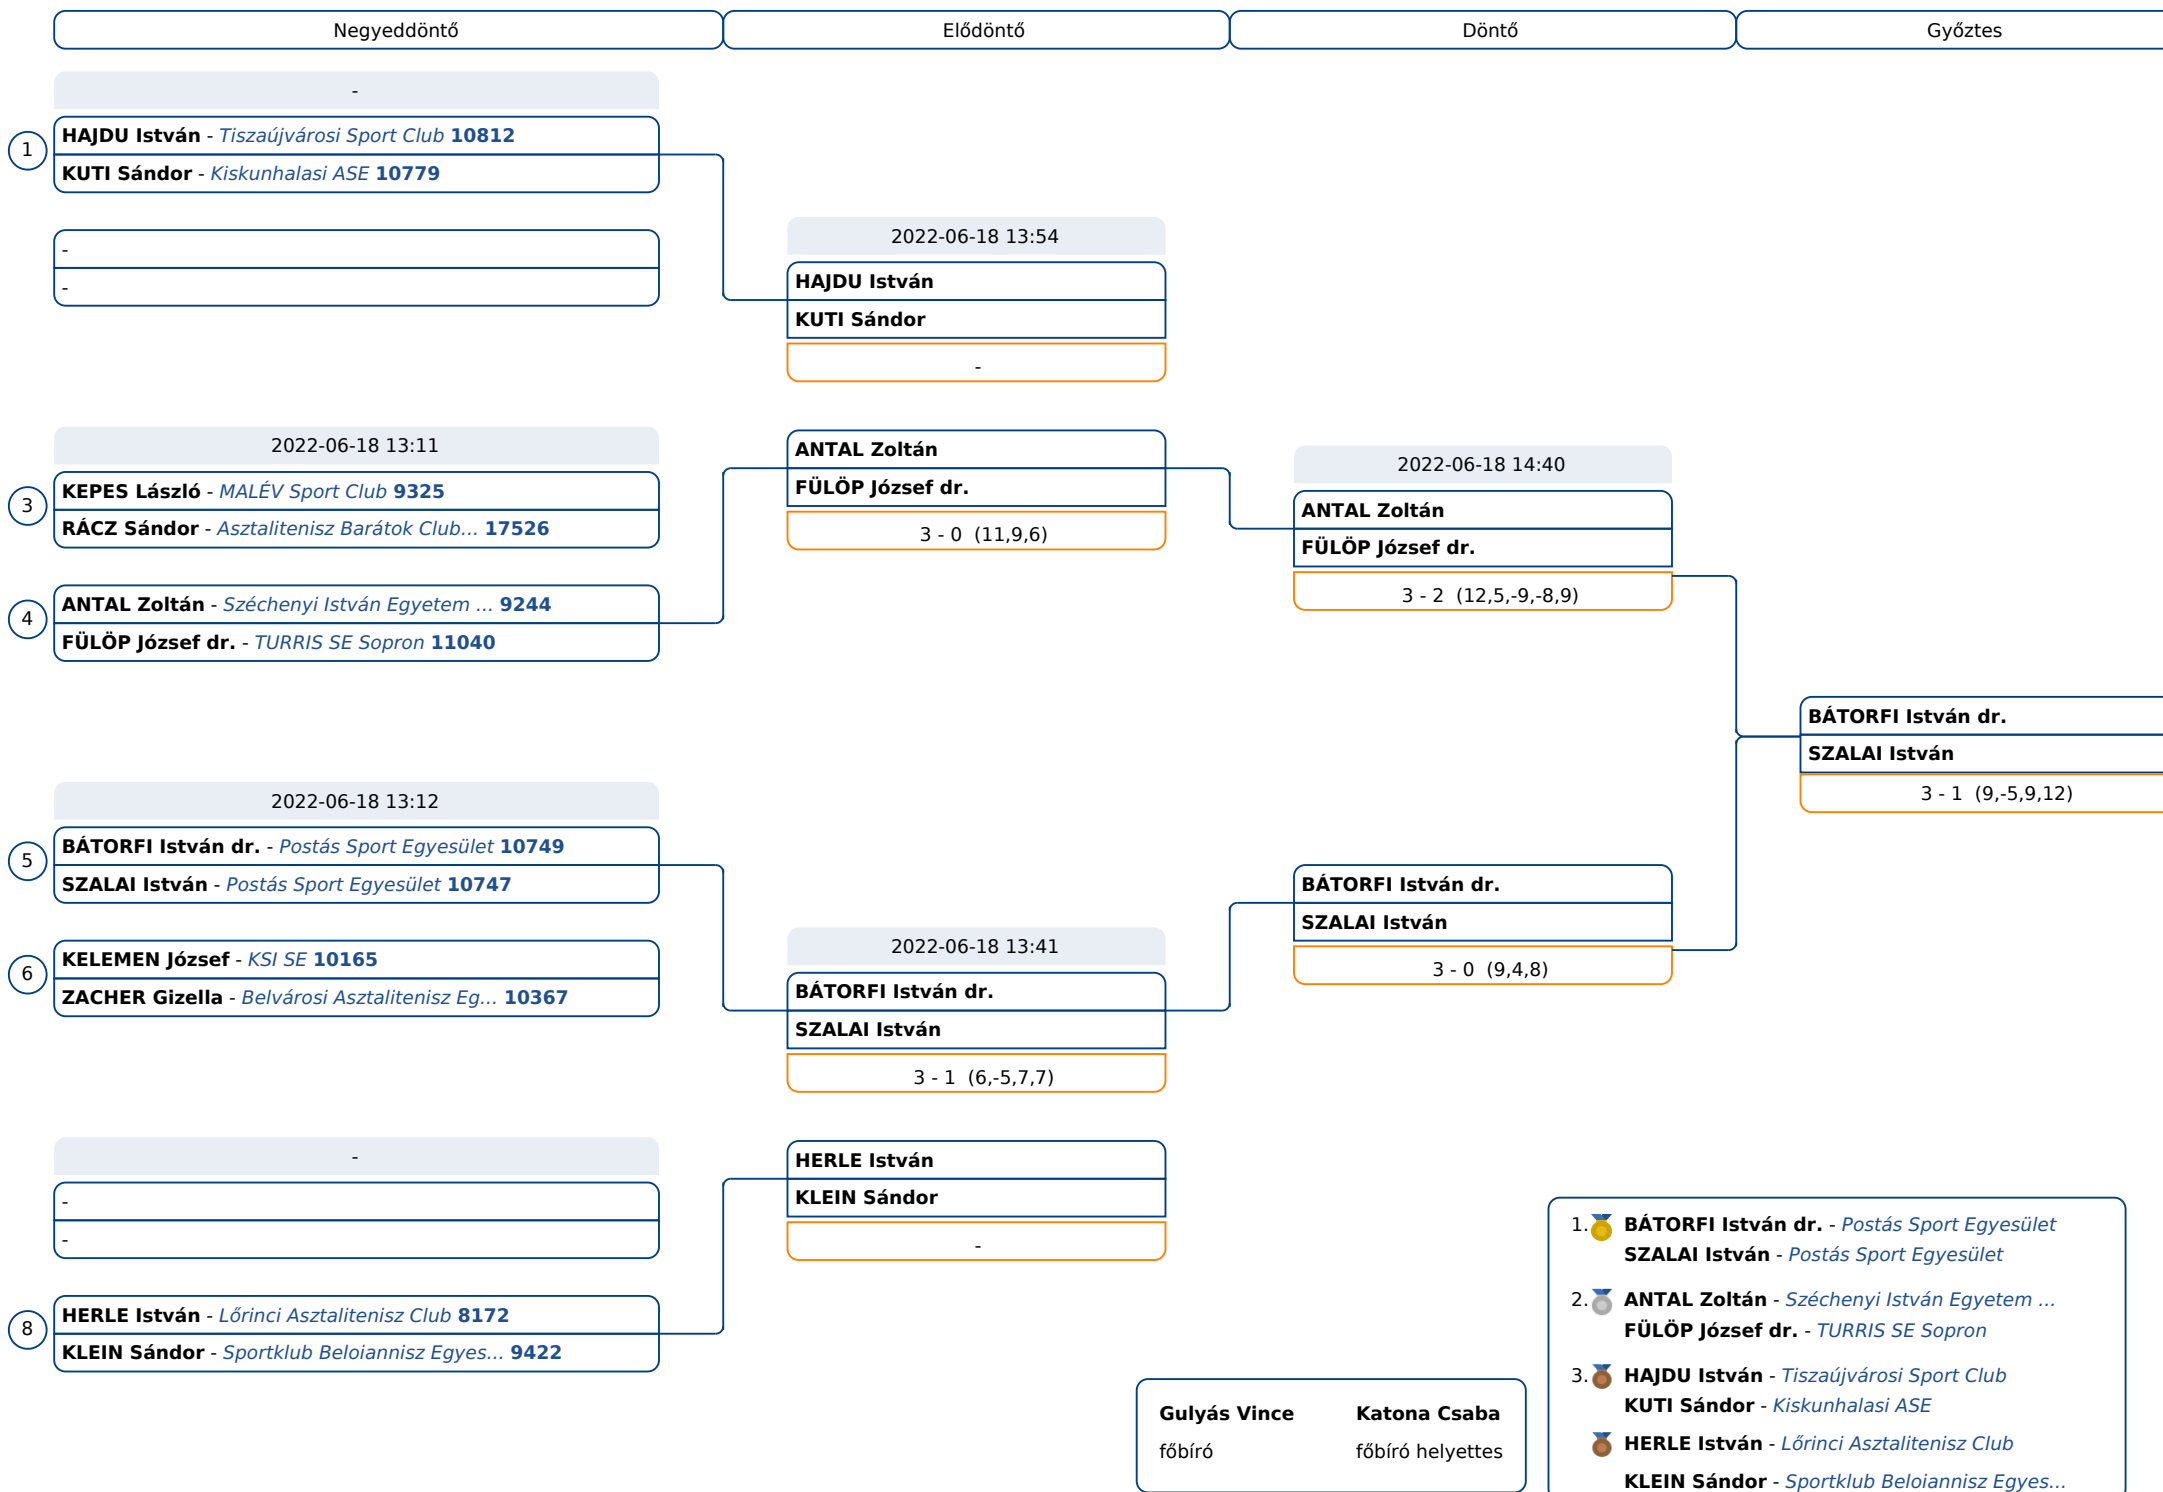 Negyeddöntő
Elődöntő
Döntő
Győztes
-
1
HAJDU István - Tiszaújvárosi Sport Club 10812
KUTI Sándor - Kiskunhalasi ASE 10779
-
-
2022-06-18 13:54
HAJDU István
KUTI Sándor
-
2022-06-18 13:11
3
KEPES László - MALÉV Sport Club 9325
RÁCZ Sándor - Asztalitenisz Barátok Club... 17526
4
ANTAL Zoltán - Széchenyi István Egyetem ... 9244
FÜLÖP József dr. - TURRIS SE Sopron 11040
ANTAL Zoltán
FÜLÖP József dr.
3 - 0 (11,9,6)
2022-06-18 14:40
ANTAL Zoltán
FÜLÖP József dr.
3 - 2 (12,5,-9,-8,9)
BÁTORFI István dr.
SZALAI István
3 - 1 (9,-5,9,12)
2022-06-18 13:12
5
BÁTORFI István dr. - Postás Sport Egyesület 10749
SZALAI István - Postás Sport Egyesület 10747
6
KELEMEN József - KSI SE 10165
ZACHER Gizella - Belvárosi Asztalitenisz Eg... 10367
2022-06-18 13:41
BÁTORFI István dr.
SZALAI István
3 - 1 (6,-5,7,7)
BÁTORFI István dr.
SZALAI István
3 - 0 (9,4,8)
-
-
-
8
HERLE István - Lőrinci Asztalitenisz Club 8172
KLEIN Sándor - Sportklub Beloiannisz Egyes... 9422
HERLE István
KLEIN Sándor
-
Gulyás Vince
főbíró
Katona Csaba
főbíró helyettes
1. BÁTORFI István dr. - Postás Sport Egyesület
SZALAI István - Postás Sport Egyesület
2. ANTAL Zoltán - Széchenyi István Egyetem ...
FÜLÖP József dr. - TURRIS SE Sopron
3. HAJDU István - Tiszaújvárosi Sport Club
KUTI Sándor - Kiskunhalasi ASE
HERLE István - Lőrinci Asztalitenisz Club
KLEIN Sándor - Sportklub Beloiannisz Egyes...